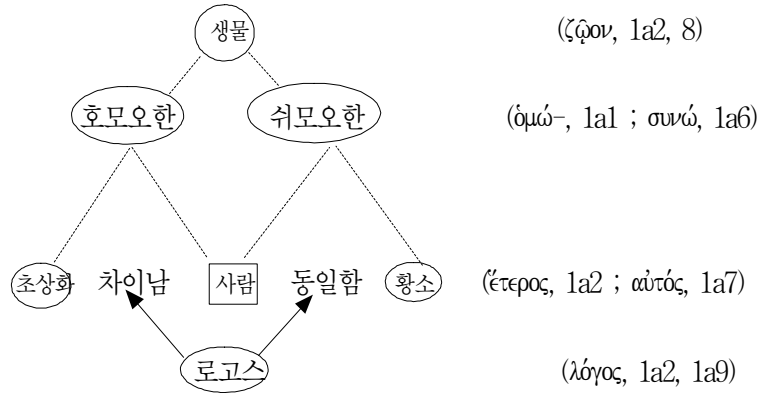 생물 (ζῷον, 1a2, 8)
호모오한 쉬모오한 (ὁμώ-, 1a1 ; συνώ, 1a6)
초상화 차이남 사람 동일함 황소 (ἕτερος, 1a2 ; αὐτός, 1a7)
로고스 (λόγος, 1a2, 1a9)